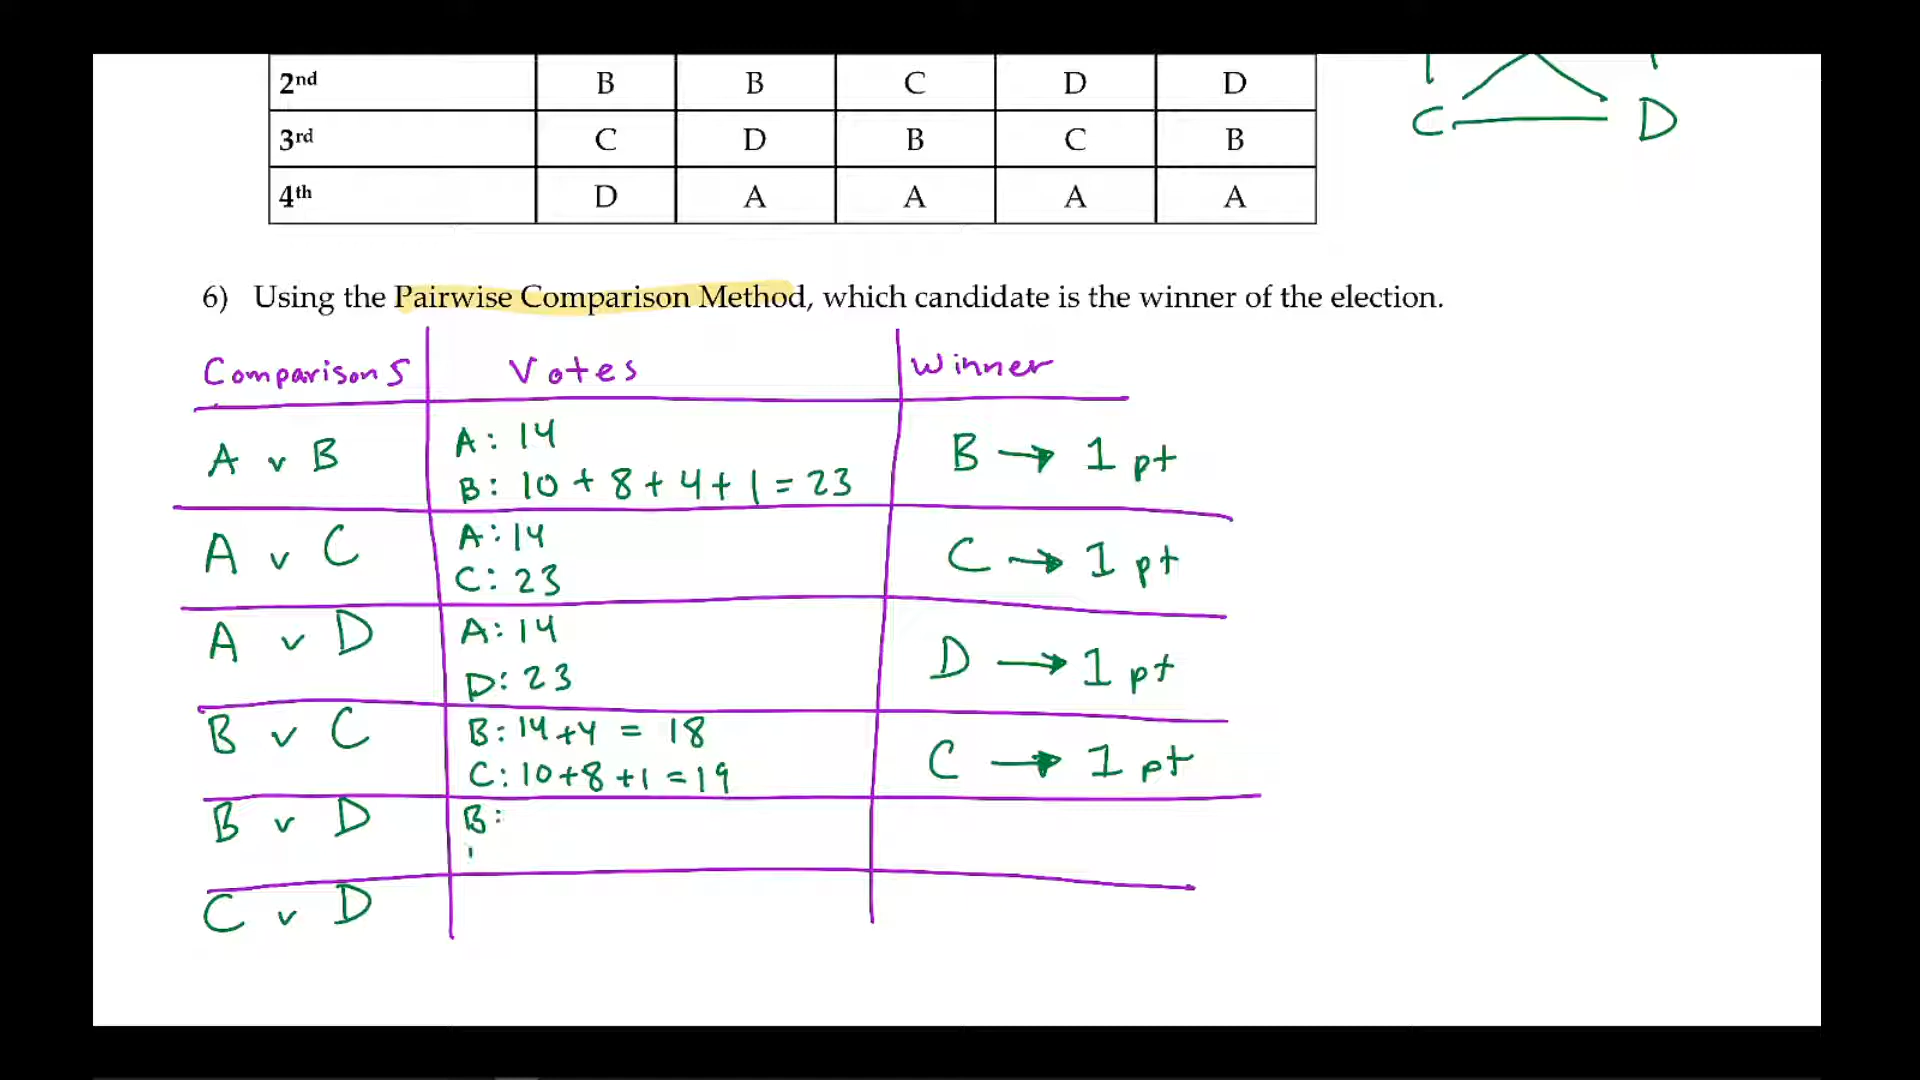 2nd B B C D D
C D
3rd C D B C B
4th D A A A A
6) Using the Pairwise Comparison Method, which candidate is the winner of the election.
Comparisons Votes Winner
A v B A: 14 B → 1 pt
B: 10 + 8 + 4 + 1 = 23
A v C A: 14 C → 1 pt
C: 23
A v D A: 14 D → 1 pt
D: 23
B v C B: 14 + 4 = 18 C → 1 pt
C: 10 + 8 + 1 = 19
B v D B:
C v D